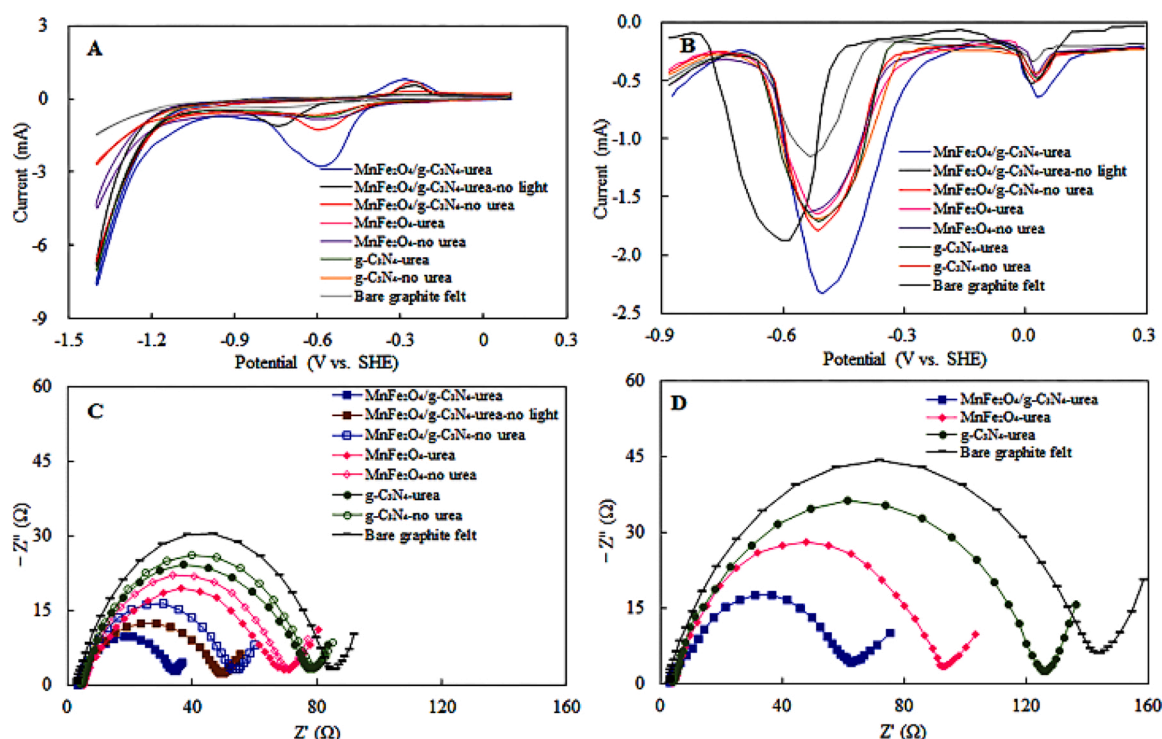 A
3
0
-3
-6
-9
Current (mA)
-1.5
-1.2
-0.9
-0.6
-0.3
0
0.3
Potential (V vs. SHE)
MnFe₂O₄/g-C₃N₄-urea
MnFe₂O₄/g-C₃N₄-urea-no light
MnFe₂O₄/g-C₃N₄-no urea
MnFe₂O₄-urea
MnFe₂O₄-no urea
g-C₃N₄-urea
g-C₃N₄-no urea
Bare graphite felt
B
0.0
-0.5
-1.0
-1.5
-2.0
-2.5
Current (mA)
-0.9
-0.6
-0.3
0.0
0.3
Potential (V vs. SHE)
MnFe₂O₄/g-C₃N₄-urea
MnFe₂O₄/g-C₃N₄-urea-no light
MnFe₂O₄/g-C₃N₄-no urea
MnFe₂O₄-urea
MnFe₂O₄-no urea
g-C₃N₄-urea
g-C₃N₄-no urea
Bare graphite felt
C
60
45
30
15
0
−Z'' (Ω)
0
40
80
120
160
Z' (Ω)
MnFe₂O₄/g-C₃N₄-urea
MnFe₂O₄/g-C₃N₄-urea-no light
MnFe₂O₄/g-C₃N₄-no urea
MnFe₂O₄-urea
MnFe₂O₄-no urea
g-C₃N₄-urea
g-C₃N₄-no urea
Bare graphite felt
D
60
45
30
15
0
−Z'' (Ω)
0
40
80
120
160
Z' (Ω)
MnFe₂O₄/g-C₃N₄-urea
MnFe₂O₄-urea
g-C₃N₄-urea
Bare graphite felt